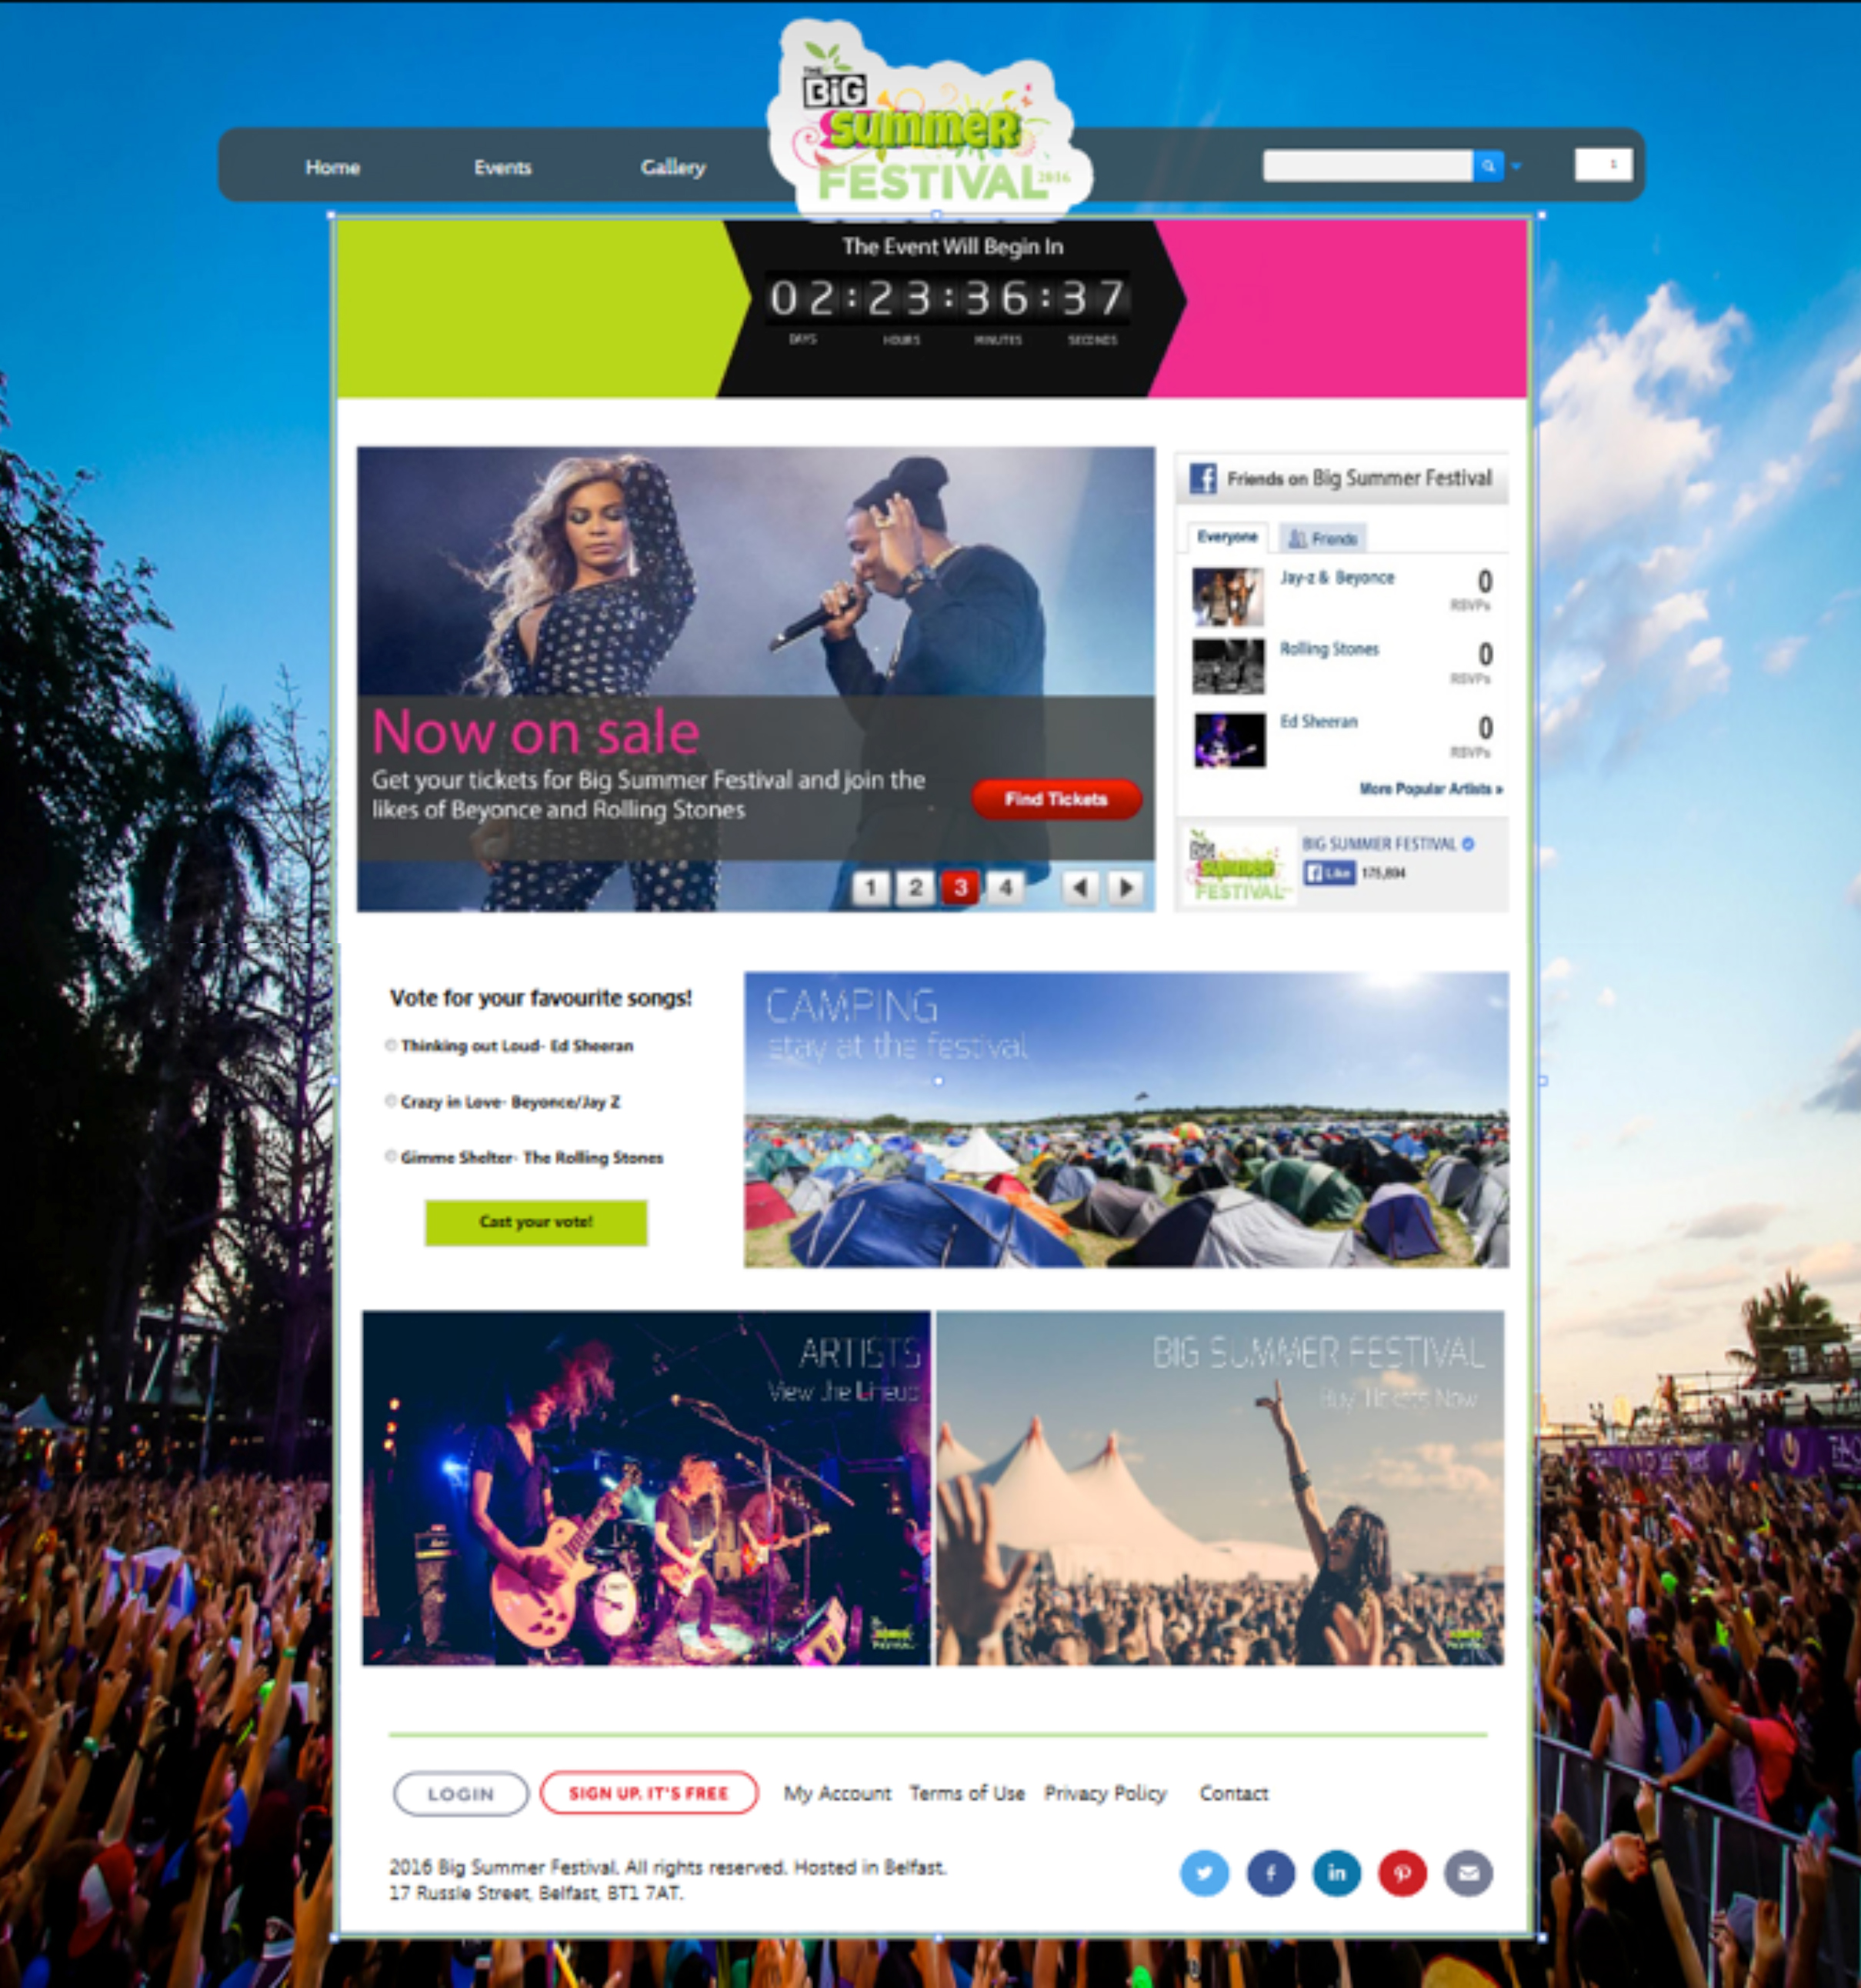 THE
BiG
SUMMER
FESTIVAL 2016
Home
Events
Gallery
The Event Will Begin In
02:23:36:37
DAYS HOURS MINUTES SECONDS
f Friends on Big Summer Festival
Everyone Friends
Jay-z & Beyonce 0
RSVPs
Rolling Stones 0
RSVPs
Ed Sheeran 0
RSVPs
More Popular Artists »
BIG SUMMER FESTIVAL
f Like 175,894
BIG
SUMMER
FESTIVAL
Now on sale
Get your tickets for Big Summer Festival and join the
likes of Beyonce and Rolling Stones
Find Tickets
1 2 3 4
Vote for your favourite songs!
Thinking out Loud- Ed Sheeran
Crazy in Love- Beyonce/Jay Z
Gimme Shelter- The Rolling Stones
Cast your vote!
CAMPING
stay at the festival
ARTISTS
View the Lineup
BIG SUMMER FESTIVAL
Buy Tickets Now
LOGIN
SIGN UP. IT'S FREE
My Account Terms of Use Privacy Policy Contact
2016 Big Summer Festival. All rights reserved. Hosted in Belfast.
17 Russle Street, Belfast, BT1 7AT.